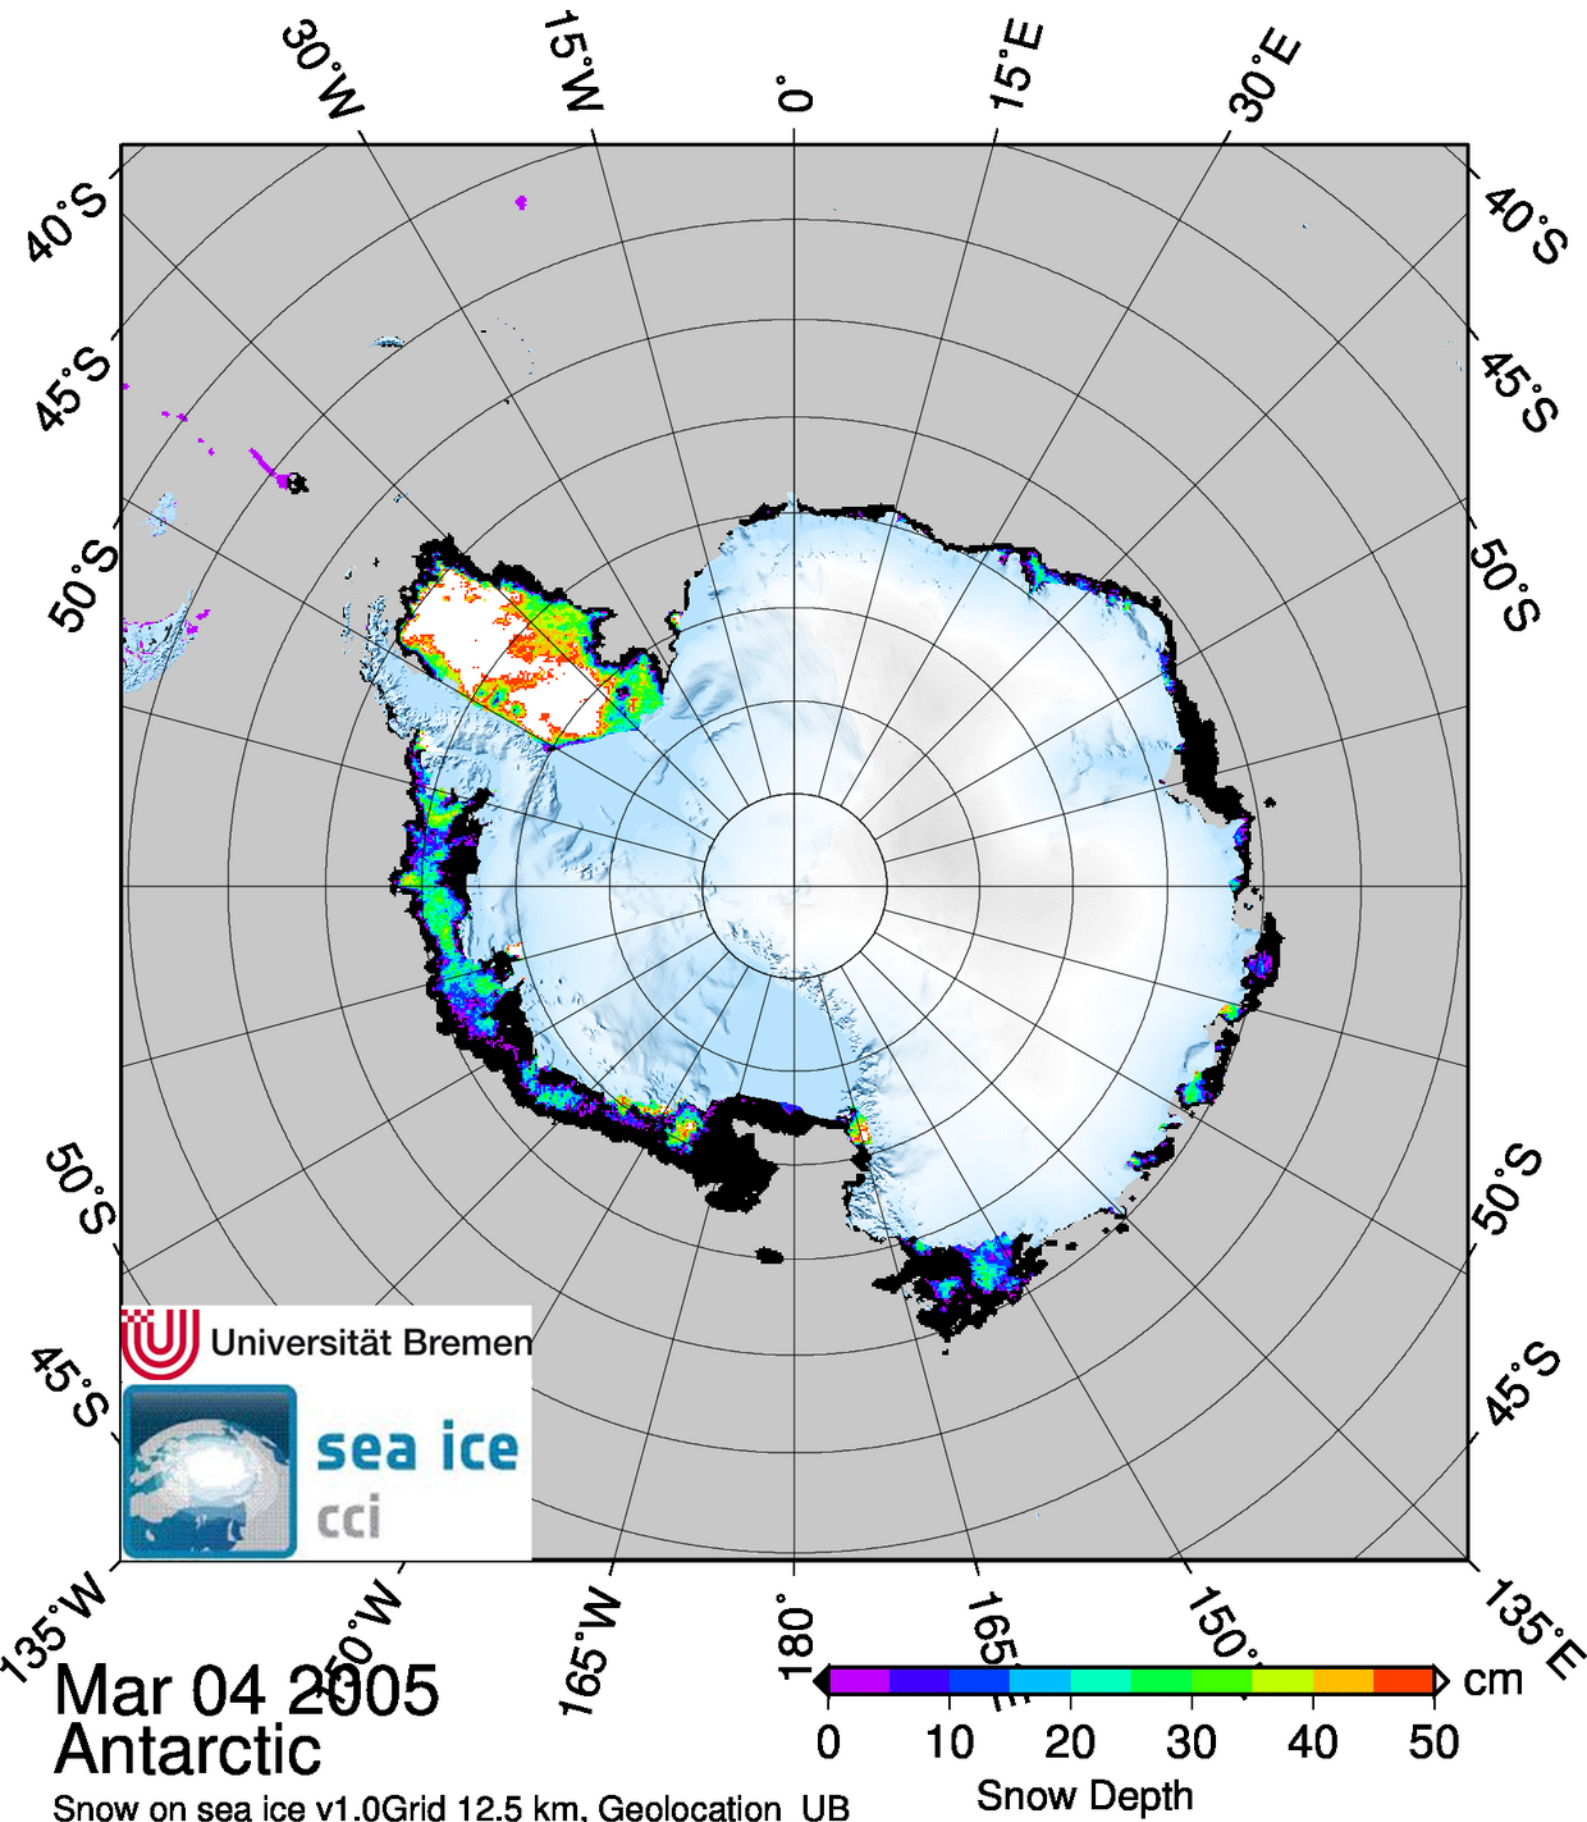 30°W
15°W
0°
15°E
30°E
40°S
40°S
45°S
45°S
50°S
50°S
50°S
50°S
45°S
45°S
Universität Bremen
sea ice
cci
135°W
165°W
180°
150°
135°E
Mar 04 2005
Antarctic
cm
0 10 20 30 40 50
Snow Depth
Snow on sea ice v1.0Grid 12.5 km, Geolocation UB